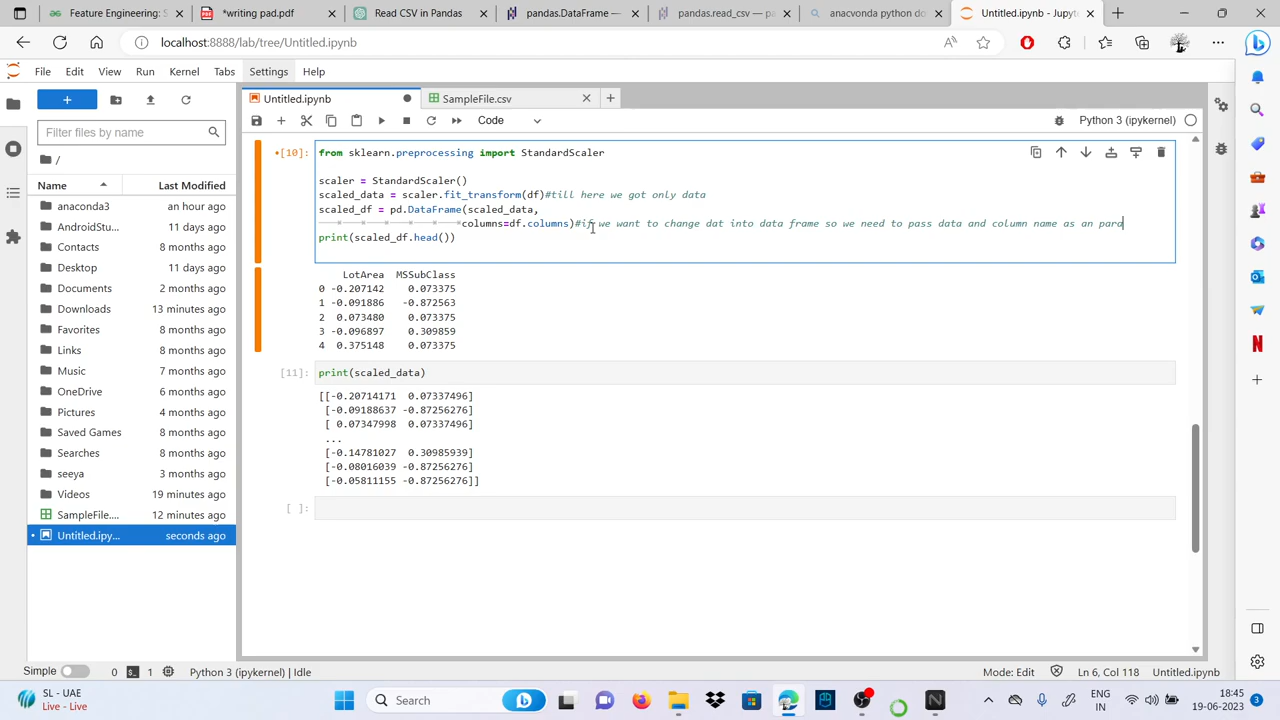 Feature Engineering: S
*writing pad.pdf
Read CSV in Pandas
pandas.DataFrame —
pandas.read_csv — pa
anacvonda python do
Untitled.ipynb - Jupyte
localhost:8888/lab/tree/Untitled.ipynb
File Edit View Run Kernel Tabs Settings Help
Untitled.ipynb
SampleFile.csv
Filter files by name
Code
Python 3 (ipykernel)
/
Name Last Modified
anaconda3 an hour ago
AndroidStu... 11 days ago
Contacts 8 months ago
Desktop 11 days ago
Documents 2 months ago
Downloads 13 minutes ago
Favorites 8 months ago
Links 8 months ago
Music 7 months ago
OneDrive 8 months ago
Pictures 8 months ago
Saved Games 8 months ago
Searches 8 months ago
seeya 7 months ago
Videos 19 minutes ago
SampleFile.... 12 minutes ago
Untitled.ipy... seconds ago
[10]: from sklearn.preprocessing import StandardScaler
scaler = StandardScaler()
scaled_data = scaler.fit_transform(df)#till here we got only data
scaled_df = pd.DataFrame(scaled_data,
columns=df.columns)#if we want to change dat into data frame so we need to pass data and column name as an para
print(scaled_df.head())
LotArea MSSubClass
0 -0.207142 0.073375
1 -0.091886 -0.872563
2 0.073480 0.073375
3 -0.096897 0.309859
4 0.375148 0.073375
[11]: print(scaled_data)
[[-0.20714171 0.07337496]
[-0.09188637 -0.87256276]
[ 0.07347998 0.07337496]
...
[-0.14781027 0.30985939]
[-0.08016039 -0.87256276]
[-0.05811155 -0.87256276]]
[ ]:
Simple 0 1 Python 3 (ipykernel) | Idle
Mode: Edit Ln 6, Col 118 Untitled.ipynb
SL - UAE
Live - Live
Search
ENG
IN
18:45
19-06-2023
3